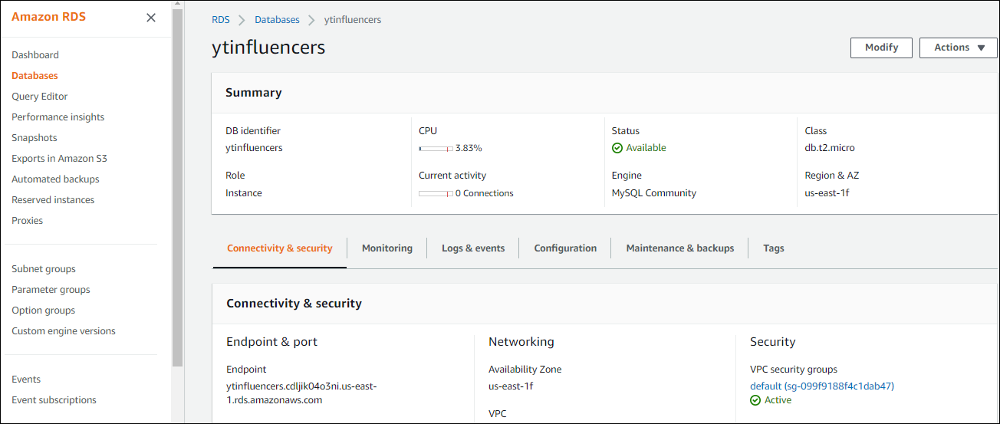 Amazon RDS
Dashboard
Databases
Query Editor
Performance insights
Snapshots
Exports in Amazon S3
Automated backups
Reserved instances
Proxies
Subnet groups
Parameter groups
Option groups
Custom engine versions
Events
Event subscriptions
RDS > Databases > ytinfluencers
ytinfluencers
Modify
Actions
Summary
DB identifier
ytinfluencers
CPU
3.83%
Status
Available
Class
db.t2.micro
Role
Instance
Current activity
0 Connections
Engine
MySQL Community
Region & AZ
us-east-1f
Connectivity & security
Monitoring
Logs & events
Configuration
Maintenance & backups
Tags
Connectivity & security
Endpoint & port
Endpoint
ytinfluencers.cdljik04o3ni.us-east-
1.rds.amazonaws.com
Networking
Availability Zone
us-east-1f
VPC
Security
VPC security groups
default (sg-099f9188f4c1dab47)
Active